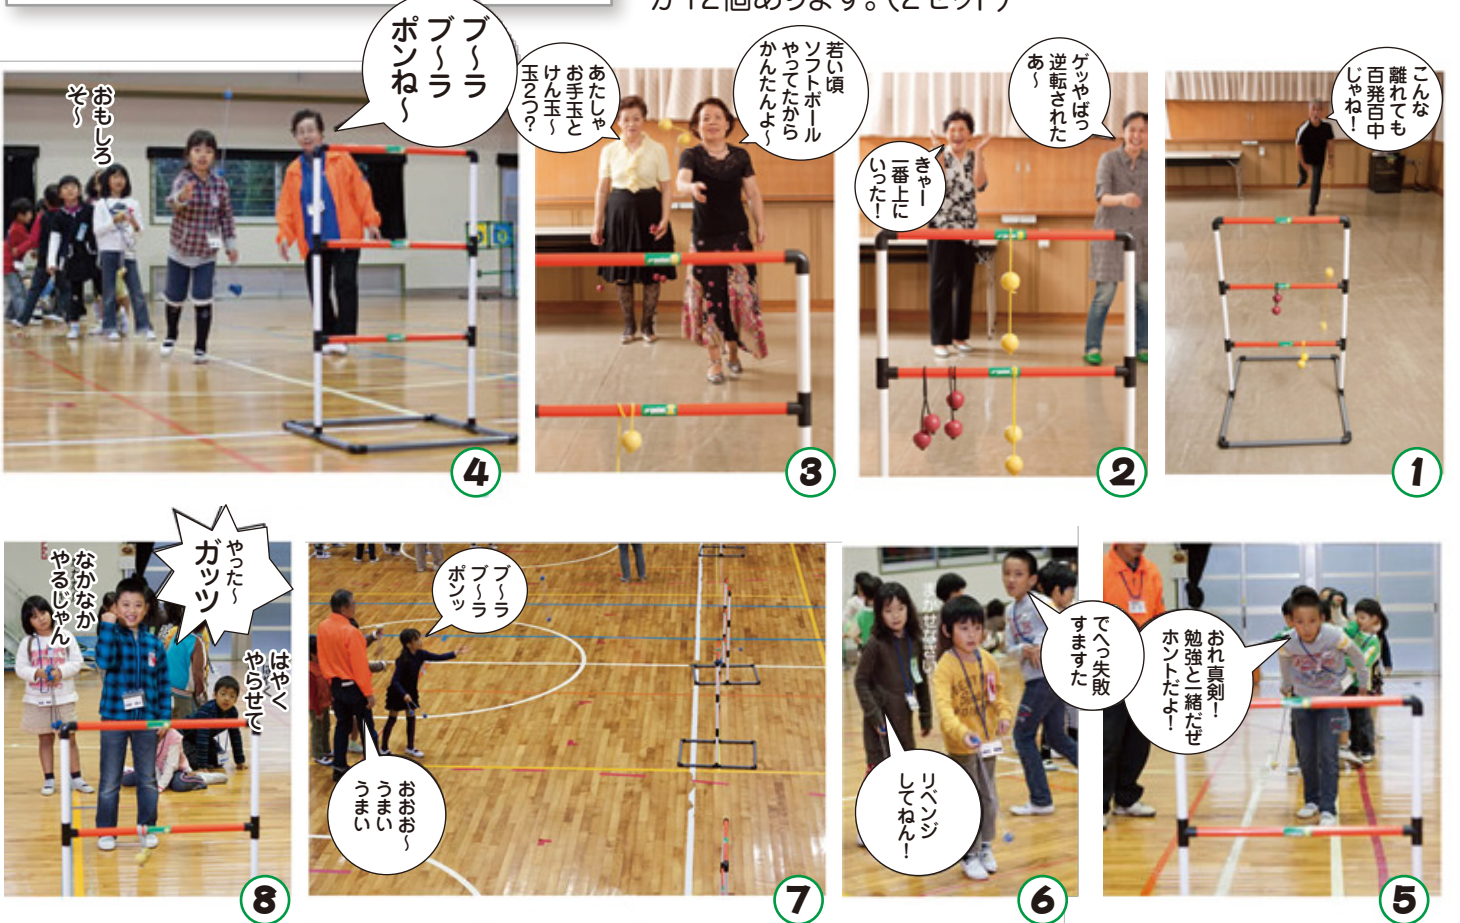 が12個あります。(2セット)
こんな
離れても
百発百中
じゃね！
1
ゲッやばっ
逆転された
あ〜
きゃー
一番上に
いった！
2
若い頃
ソフトボール
やってたから
かんたんよ〜
あたしゃ
お手玉と
けん玉〜
玉2つ？
3
ブ〜ラ
ブ〜ラ
ポンね〜
おもしろ
そ〜
4
おれ真剣！
勉強と一緒だぜ
ホントだよ！
5
でへっ失敗
すますた
まかせなさい
リベンジ
してねん！
6
ブ〜ラ
ブ〜ラ
ポンッ
おおお〜
うまい
うまい
7
やった〜
ガッツ
なかなか
やるじゃん
はやく
やらせて
8